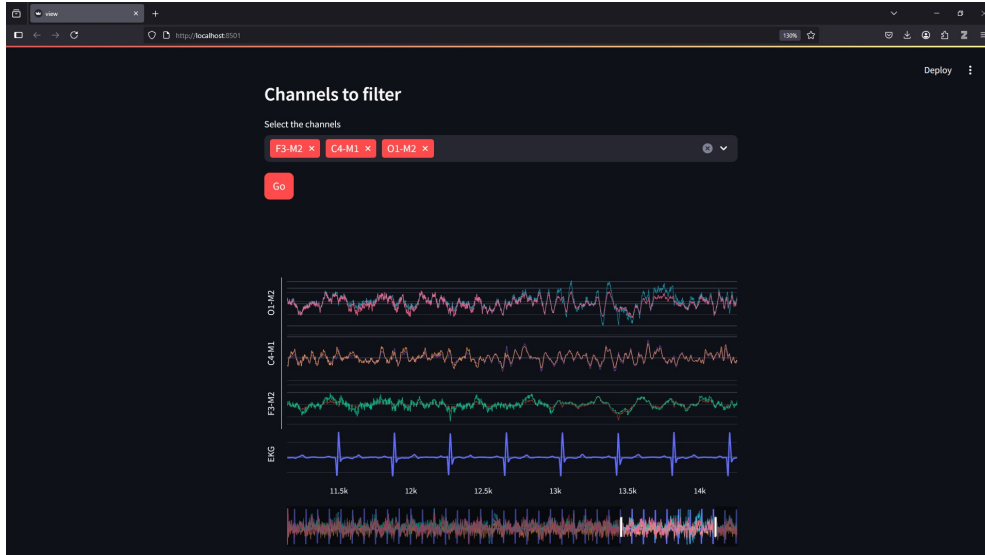 view
http://localhost:8501
130%
Deploy
Channels to filter
Select the channels
F3-M2 C4-M1 O1-M2
Go
O1-M2
C4-M1
F3-M2
EKG
11.5k 12k 12.5k 13k 13.5k 14k